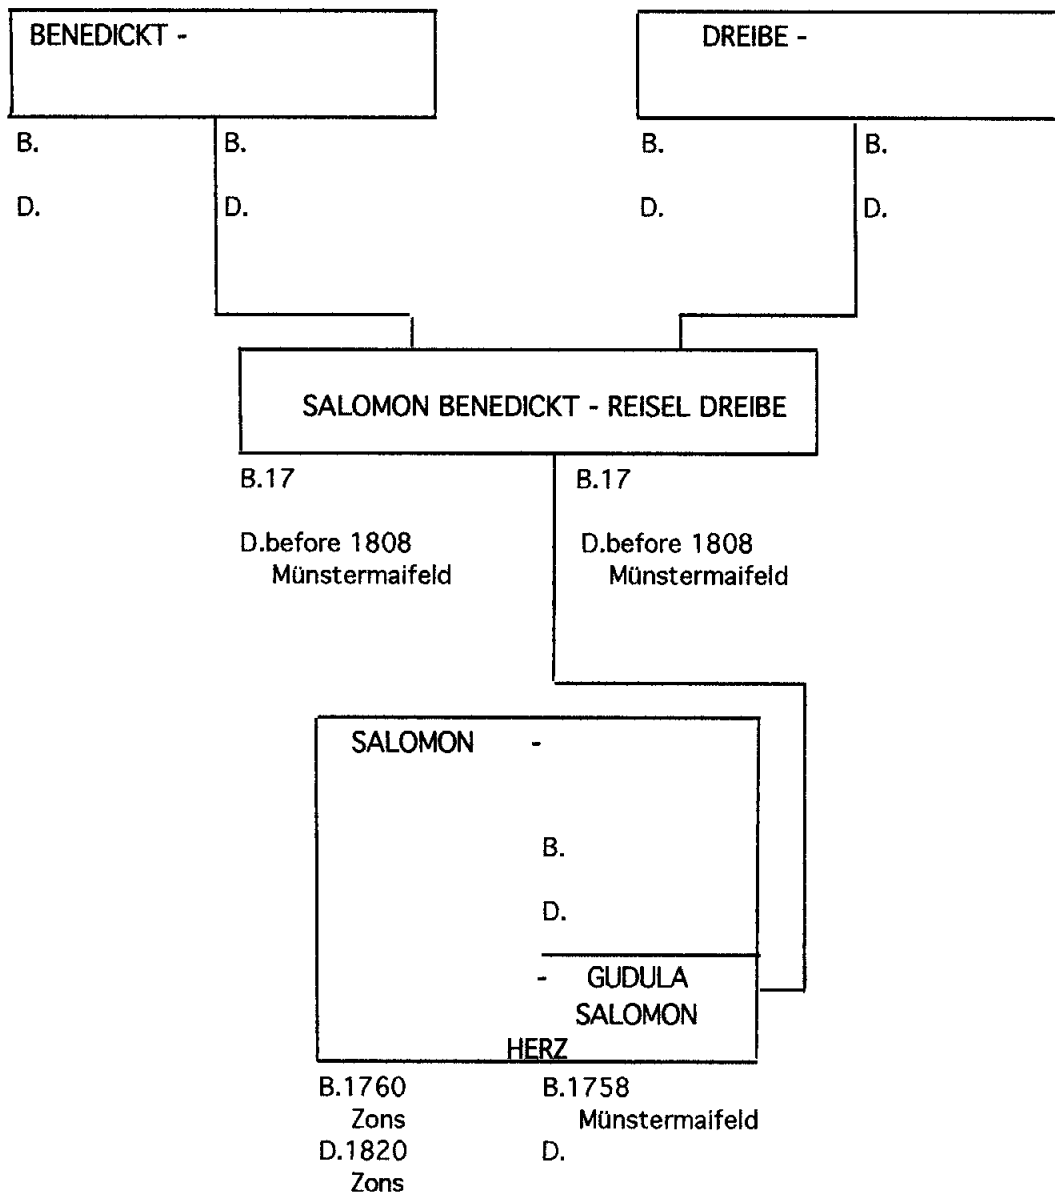 BENEDICKT -
DREIBE -
B.
B.
B.
B.
D.
D.
D.
D.
SALOMON BENEDICKT - REISEL DREIBE
B.17
B.17
D.before 1808
D.before 1808
Münstermaifeld
Münstermaifeld
SALOMON -
B.
D.
- GUDULA
SALOMON
HERZ
B.1760
B.1758
Zons
Münstermaifeld
D.1820
D.
Zons